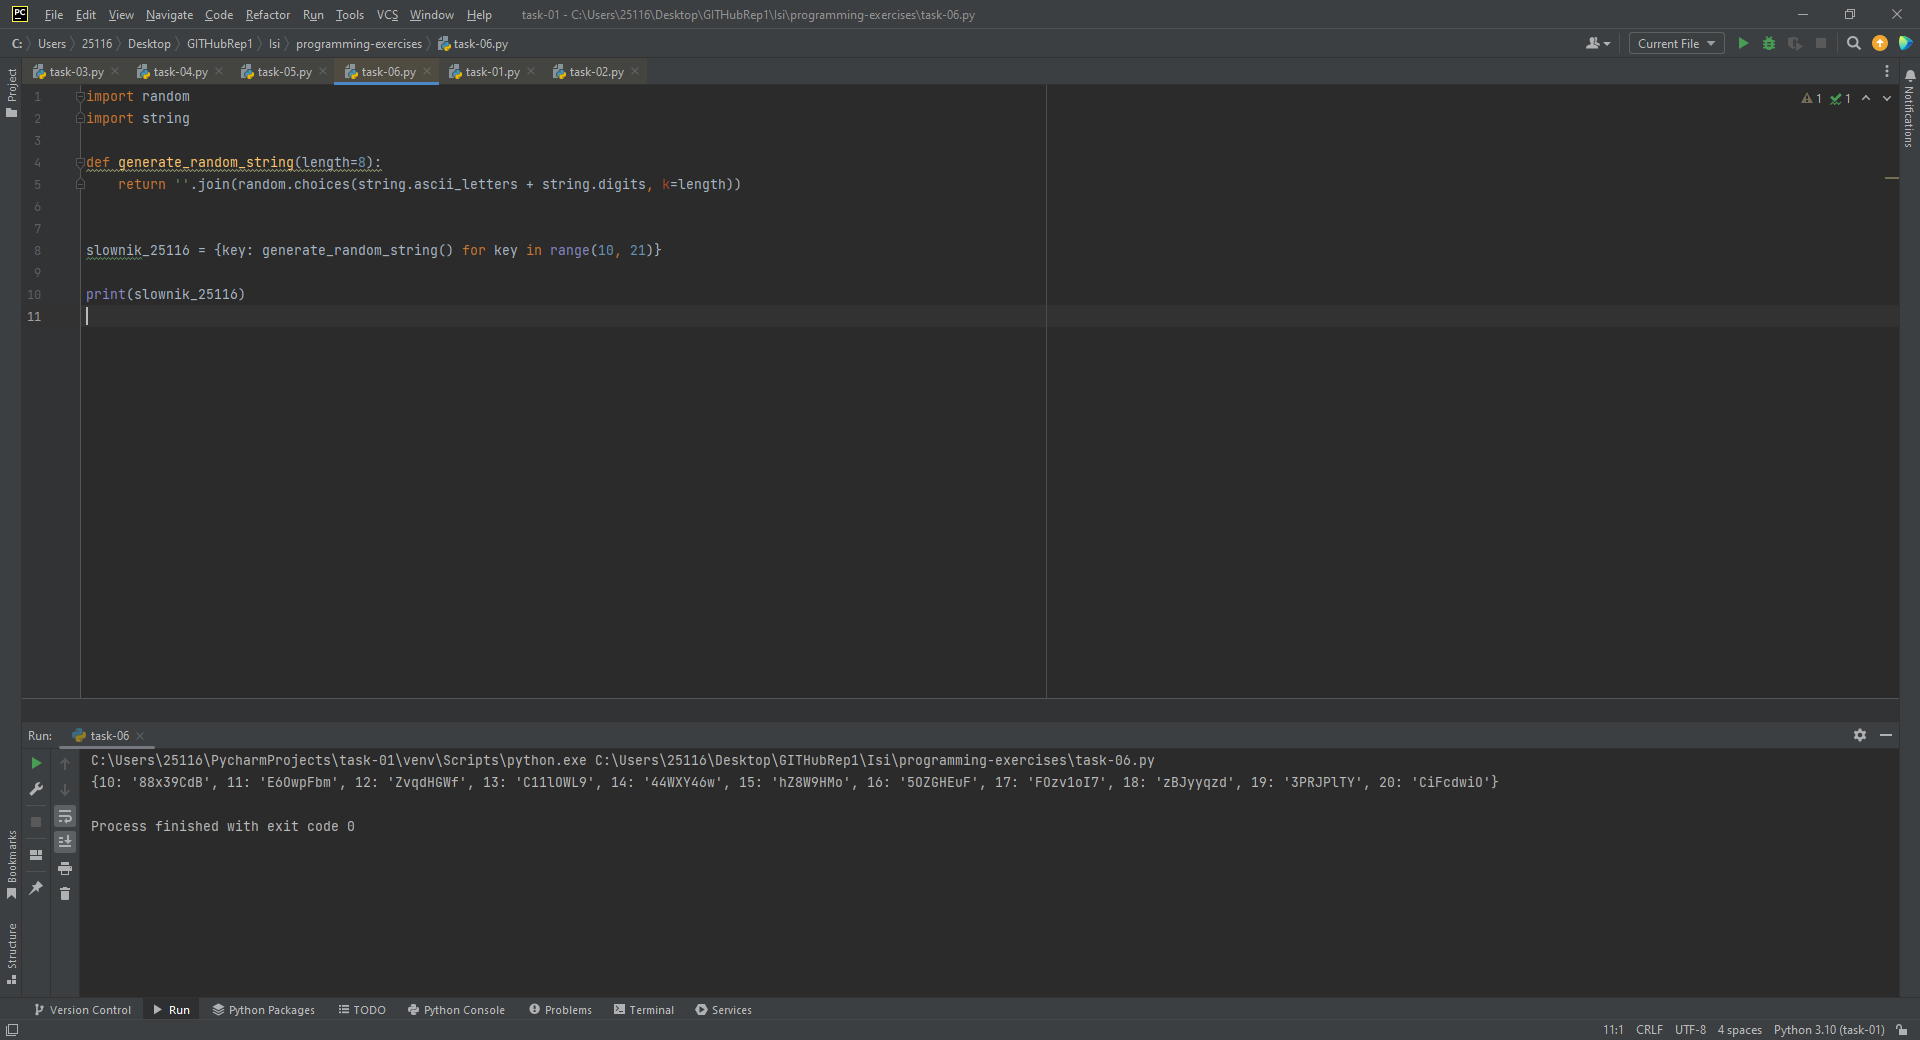 PC File Edit View Navigate Code Refactor Run Tools VCS Window Help task-01 - C:\Users\25116\Desktop\GITHubRep1\Isi\programming-exercises\task-06.py
C: Users 25116 Desktop GITHubRep1 Isi programming-exercises task-06.py Current File
task-03.py task-04.py task-05.py task-06.py task-01.py task-02.py
Project
Notifications
1 import random
2 import string
3
4 def generate_random_string(length=8):
5 return ''.join(random.choices(string.ascii_letters + string.digits, k=length))
6
7
8 slownik_25116 = {key: generate_random_string() for key in range(10, 21)}
9
10 print(slownik_25116)
11
1 1
Run: task-06
C:\Users\25116\PycharmProjects\task-01\venv\Scripts\python.exe C:\Users\25116\Desktop\GITHubRep1\Isi\programming-exercises\task-06.py
{10: '88x39CdB', 11: 'E6OwpFbm', 12: 'ZvqdHGWf', 13: 'C11lOWL9', 14: '44WXY46w', 15: 'hZ8W9HMo', 16: '5OZGHEuF', 17: 'FOzv1oI7', 18: 'zBJyyqzd', 19: '3PRJPlTY', 20: 'CiFcdwiO'}
Process finished with exit code 0
Bookmarks
Structure
Version Control Run Python Packages TODO Python Console Problems Terminal Services
11:1 CRLF UTF-8 4 spaces Python 3.10 (task-01)